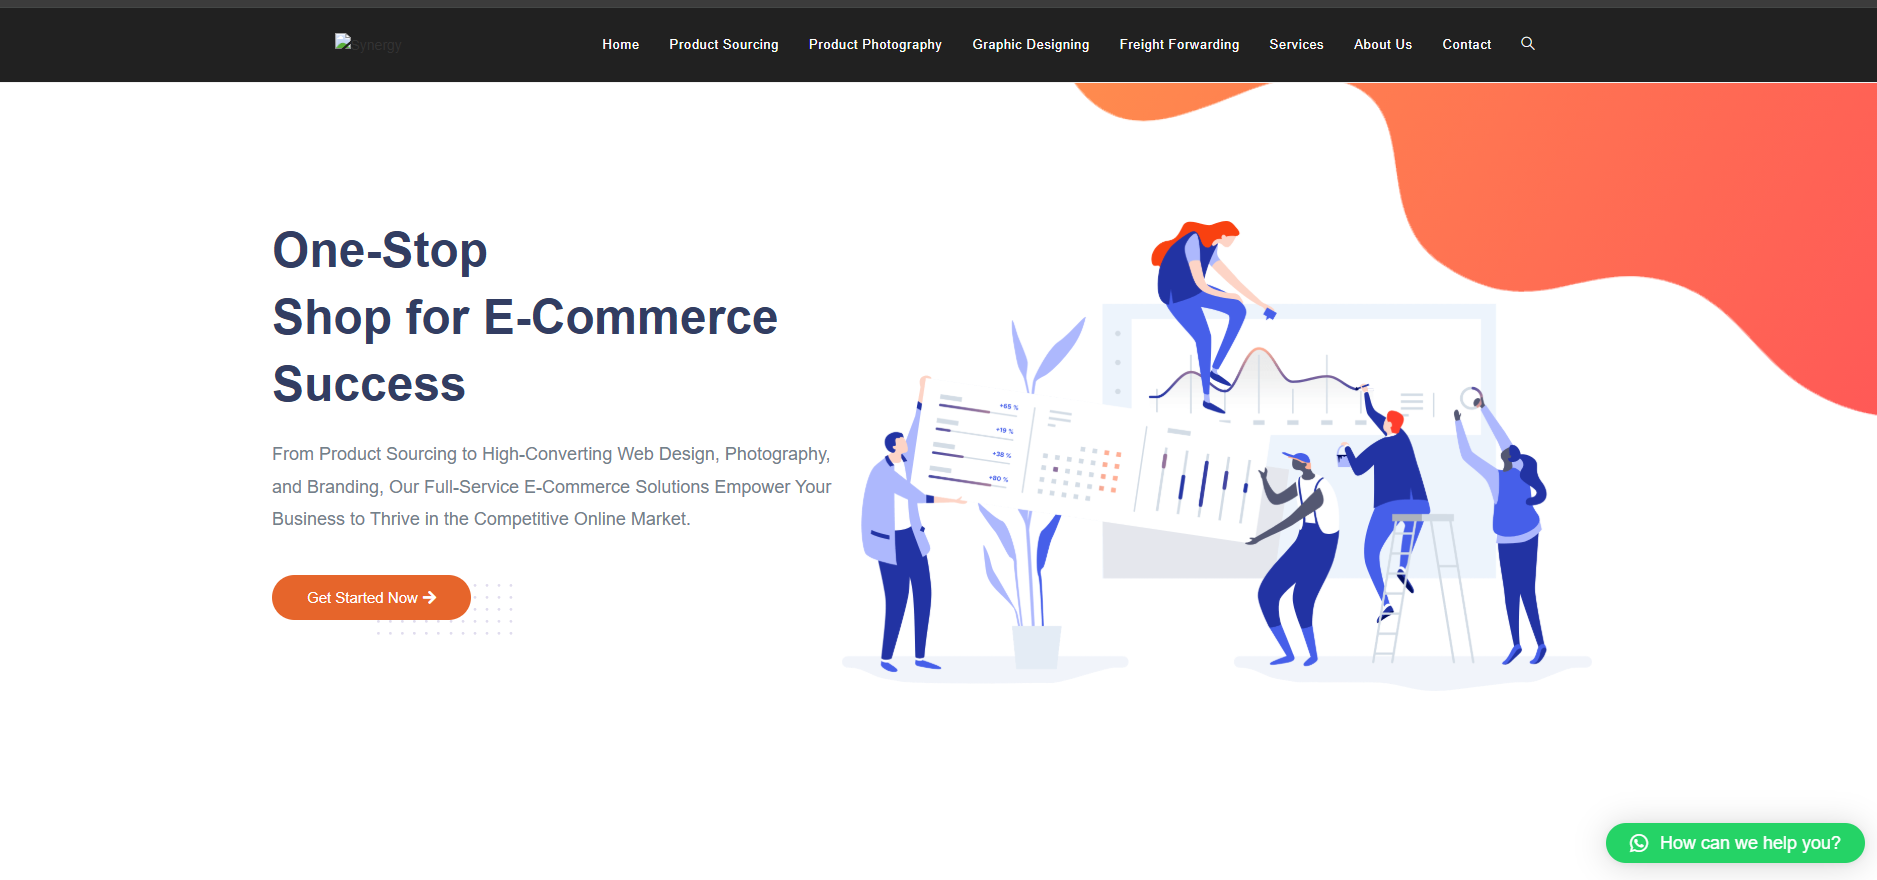 Synergy
Home Product Sourcing Product Photography Graphic Designing Freight Forwarding Services About Us Contact
One-Stop
Shop for E-Commerce
Success
From Product Sourcing to High-Converting Web Design, Photography,
and Branding, Our Full-Service E-Commerce Solutions Empower Your
Business to Thrive in the Competitive Online Market.
Get Started Now
+65 %
+19 %
+38 %
+80 %
How can we help you?